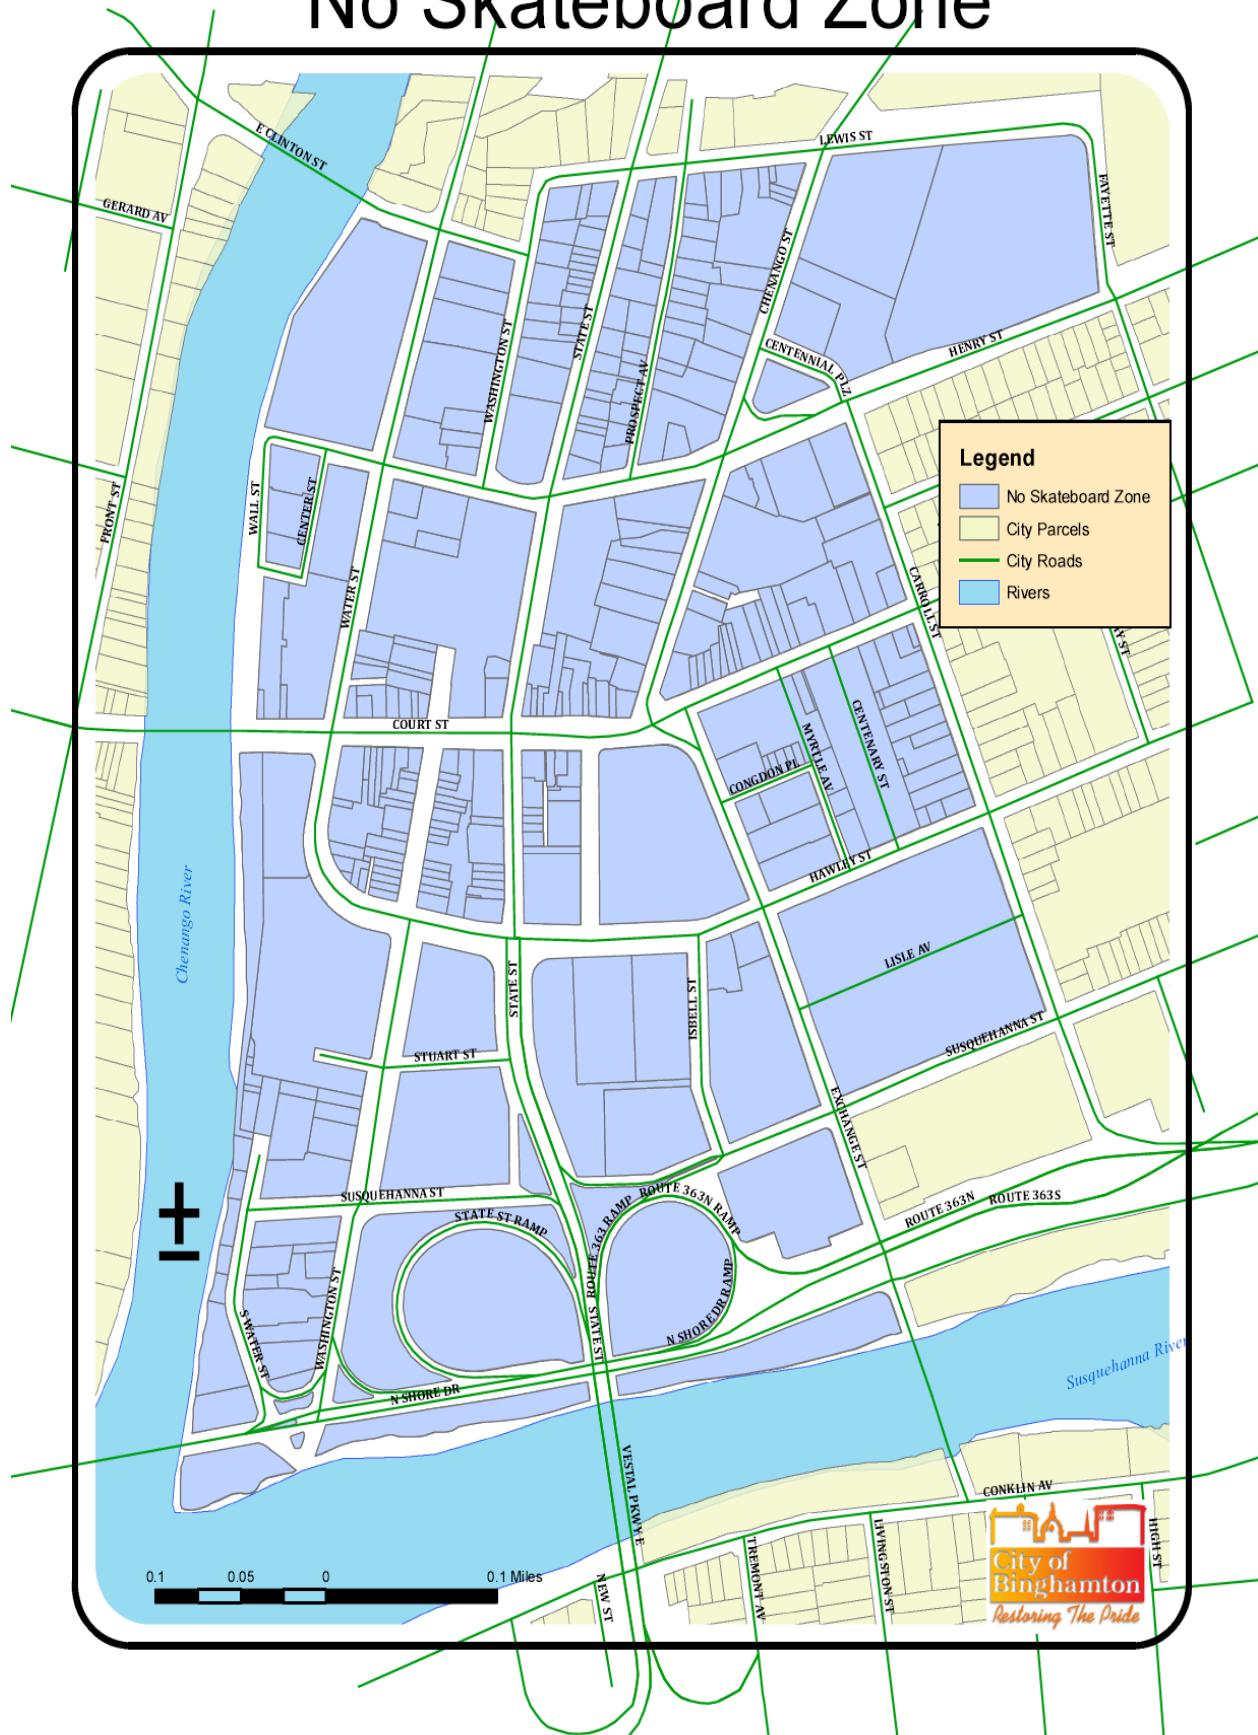 No Skateboard Zone
E CLINTON ST
LEWIS ST
GERARD AV
FAYETTE ST
CHENANGO ST
STATE ST
WASHINGTON ST
PROSPECT AV
CENTENNIAL PLZ
HENRY ST
Legend
No Skateboard Zone
City Parcels
City Roads
Rivers
FRONT ST
WALL ST
CENTER ST
WATER ST
CARROLL ST
AY ST
COURT ST
MYRTLE AV
CENTENARY ST
CONGDON PL
HAWLEY ST
Chenango River
LISLE AV
STATE ST
ISBELL ST
SUSQUEHANNA ST
STUART ST
EXCHANGE ST
SUSQUEHANNA ST
STATE ST RAMP
ROUTE 363 RAMP
ROUTE 363N RAMP
ROUTE 363N
ROUTE 363S
N SHORE DR RAMP
S WATER ST
WASHINGTON ST
STATE ST
N SHORE DR
Susquehanna River
VESTAL PKWY E
CONKLIN AV
TREMONT AV
LIVINGSTON ST
HIGH ST
NEW ST
0.1 0.05 0 0.1 Miles
City of
Binghamton
Restoring The Pride